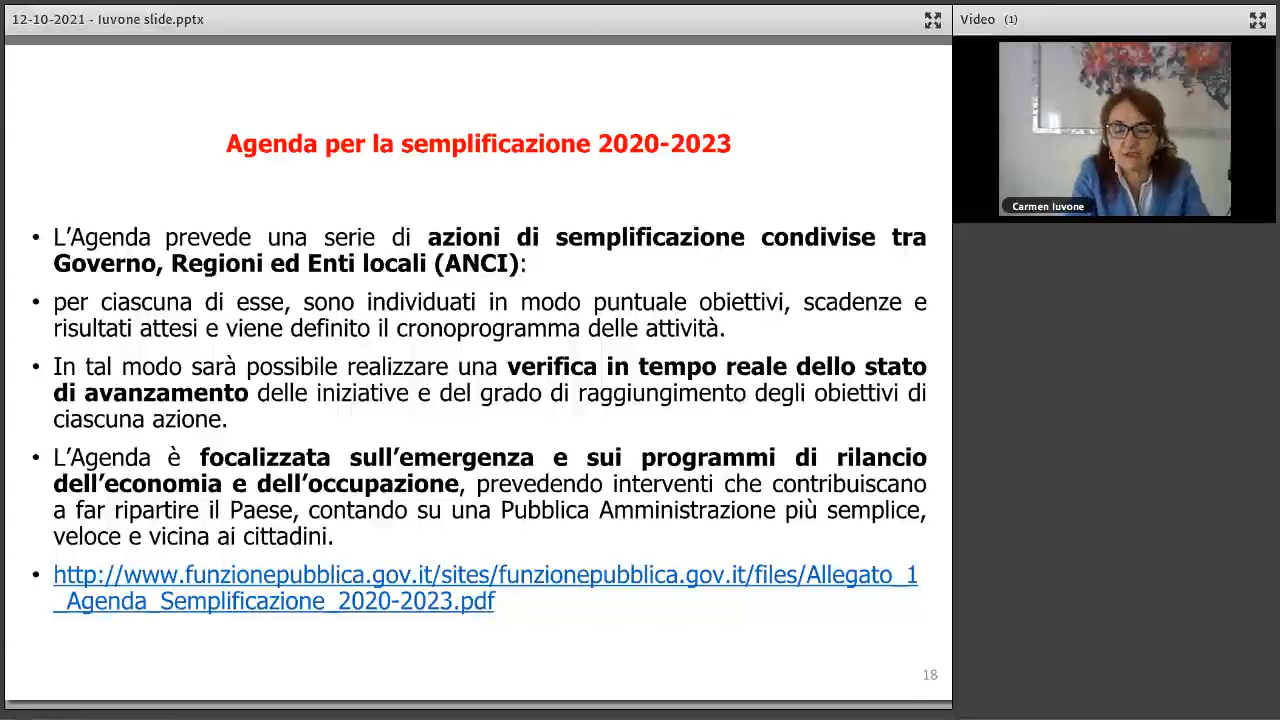 12-10-2021 - Iuvone slide.pptx
Video (1)
Carmen Iuvone
Agenda per la semplificazione 2020-2023
• L’Agenda prevede una serie di azioni di semplificazione condivise tra
Governo, Regioni ed Enti locali (ANCI):
• per ciascuna di esse, sono individuati in modo puntuale obiettivi, scadenze e
risultati attesi e viene definito il cronoprogramma delle attività.
• In tal modo sarà possibile realizzare una verifica in tempo reale dello stato
di avanzamento delle iniziative e del grado di raggiungimento degli obiettivi di
ciascuna azione.
• L’Agenda è focalizzata sull’emergenza e sui programmi di rilancio
dell’economia e dell’occupazione, prevedendo interventi che contribuiscano
a far ripartire il Paese, contando su una Pubblica Amministrazione più semplice,
veloce e vicina ai cittadini.
• http://www.funzionepubblica.gov.it/sites/funzionepubblica.gov.it/files/Allegato_1
_Agenda_Semplificazione_2020-2023.pdf
18